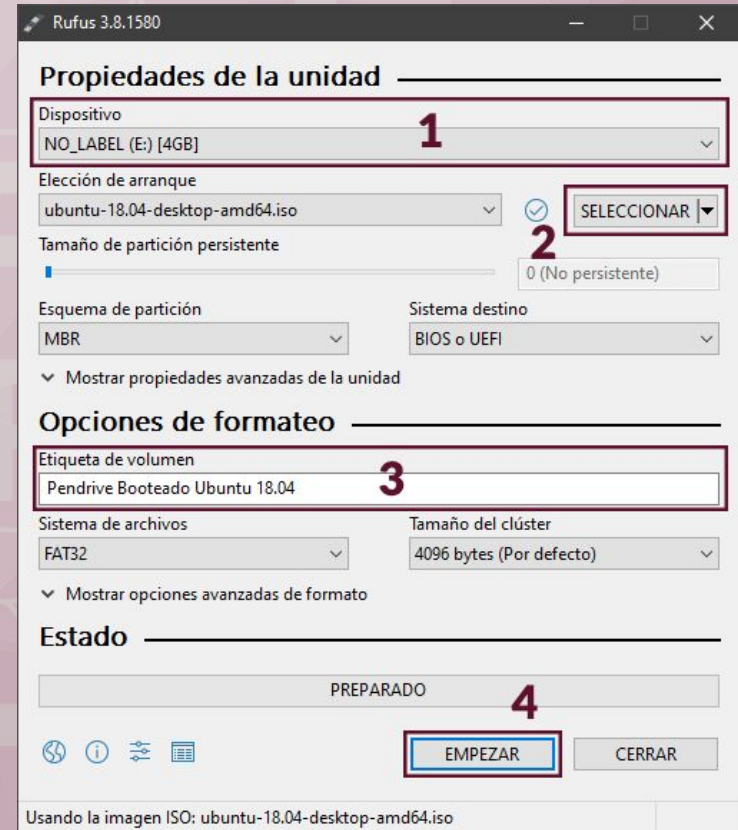 Rufus 3.8.1580
Propiedades de la unidad
Dispositivo
1
NO_LABEL (E:) [4GB]
Elección de arranque
ubuntu-18.04-desktop-amd64.iso
SELECCIONAR
2
Tamaño de partición persistente
0 (No persistente)
Esquema de partición
Sistema destino
MBR
BIOS o UEFI
Mostrar propiedades avanzadas de la unidad
Opciones de formateo
Etiqueta de volumen
3
Pendrive Booteado Ubuntu 18.04
Sistema de archivos
Tamaño del clúster
FAT32
4096 bytes (Por defecto)
Mostrar opciones avanzadas de formato
Estado
PREPARADO
4
EMPEZAR
CERRAR
Usando la imagen ISO: ubuntu-18.04-desktop-amd64.iso